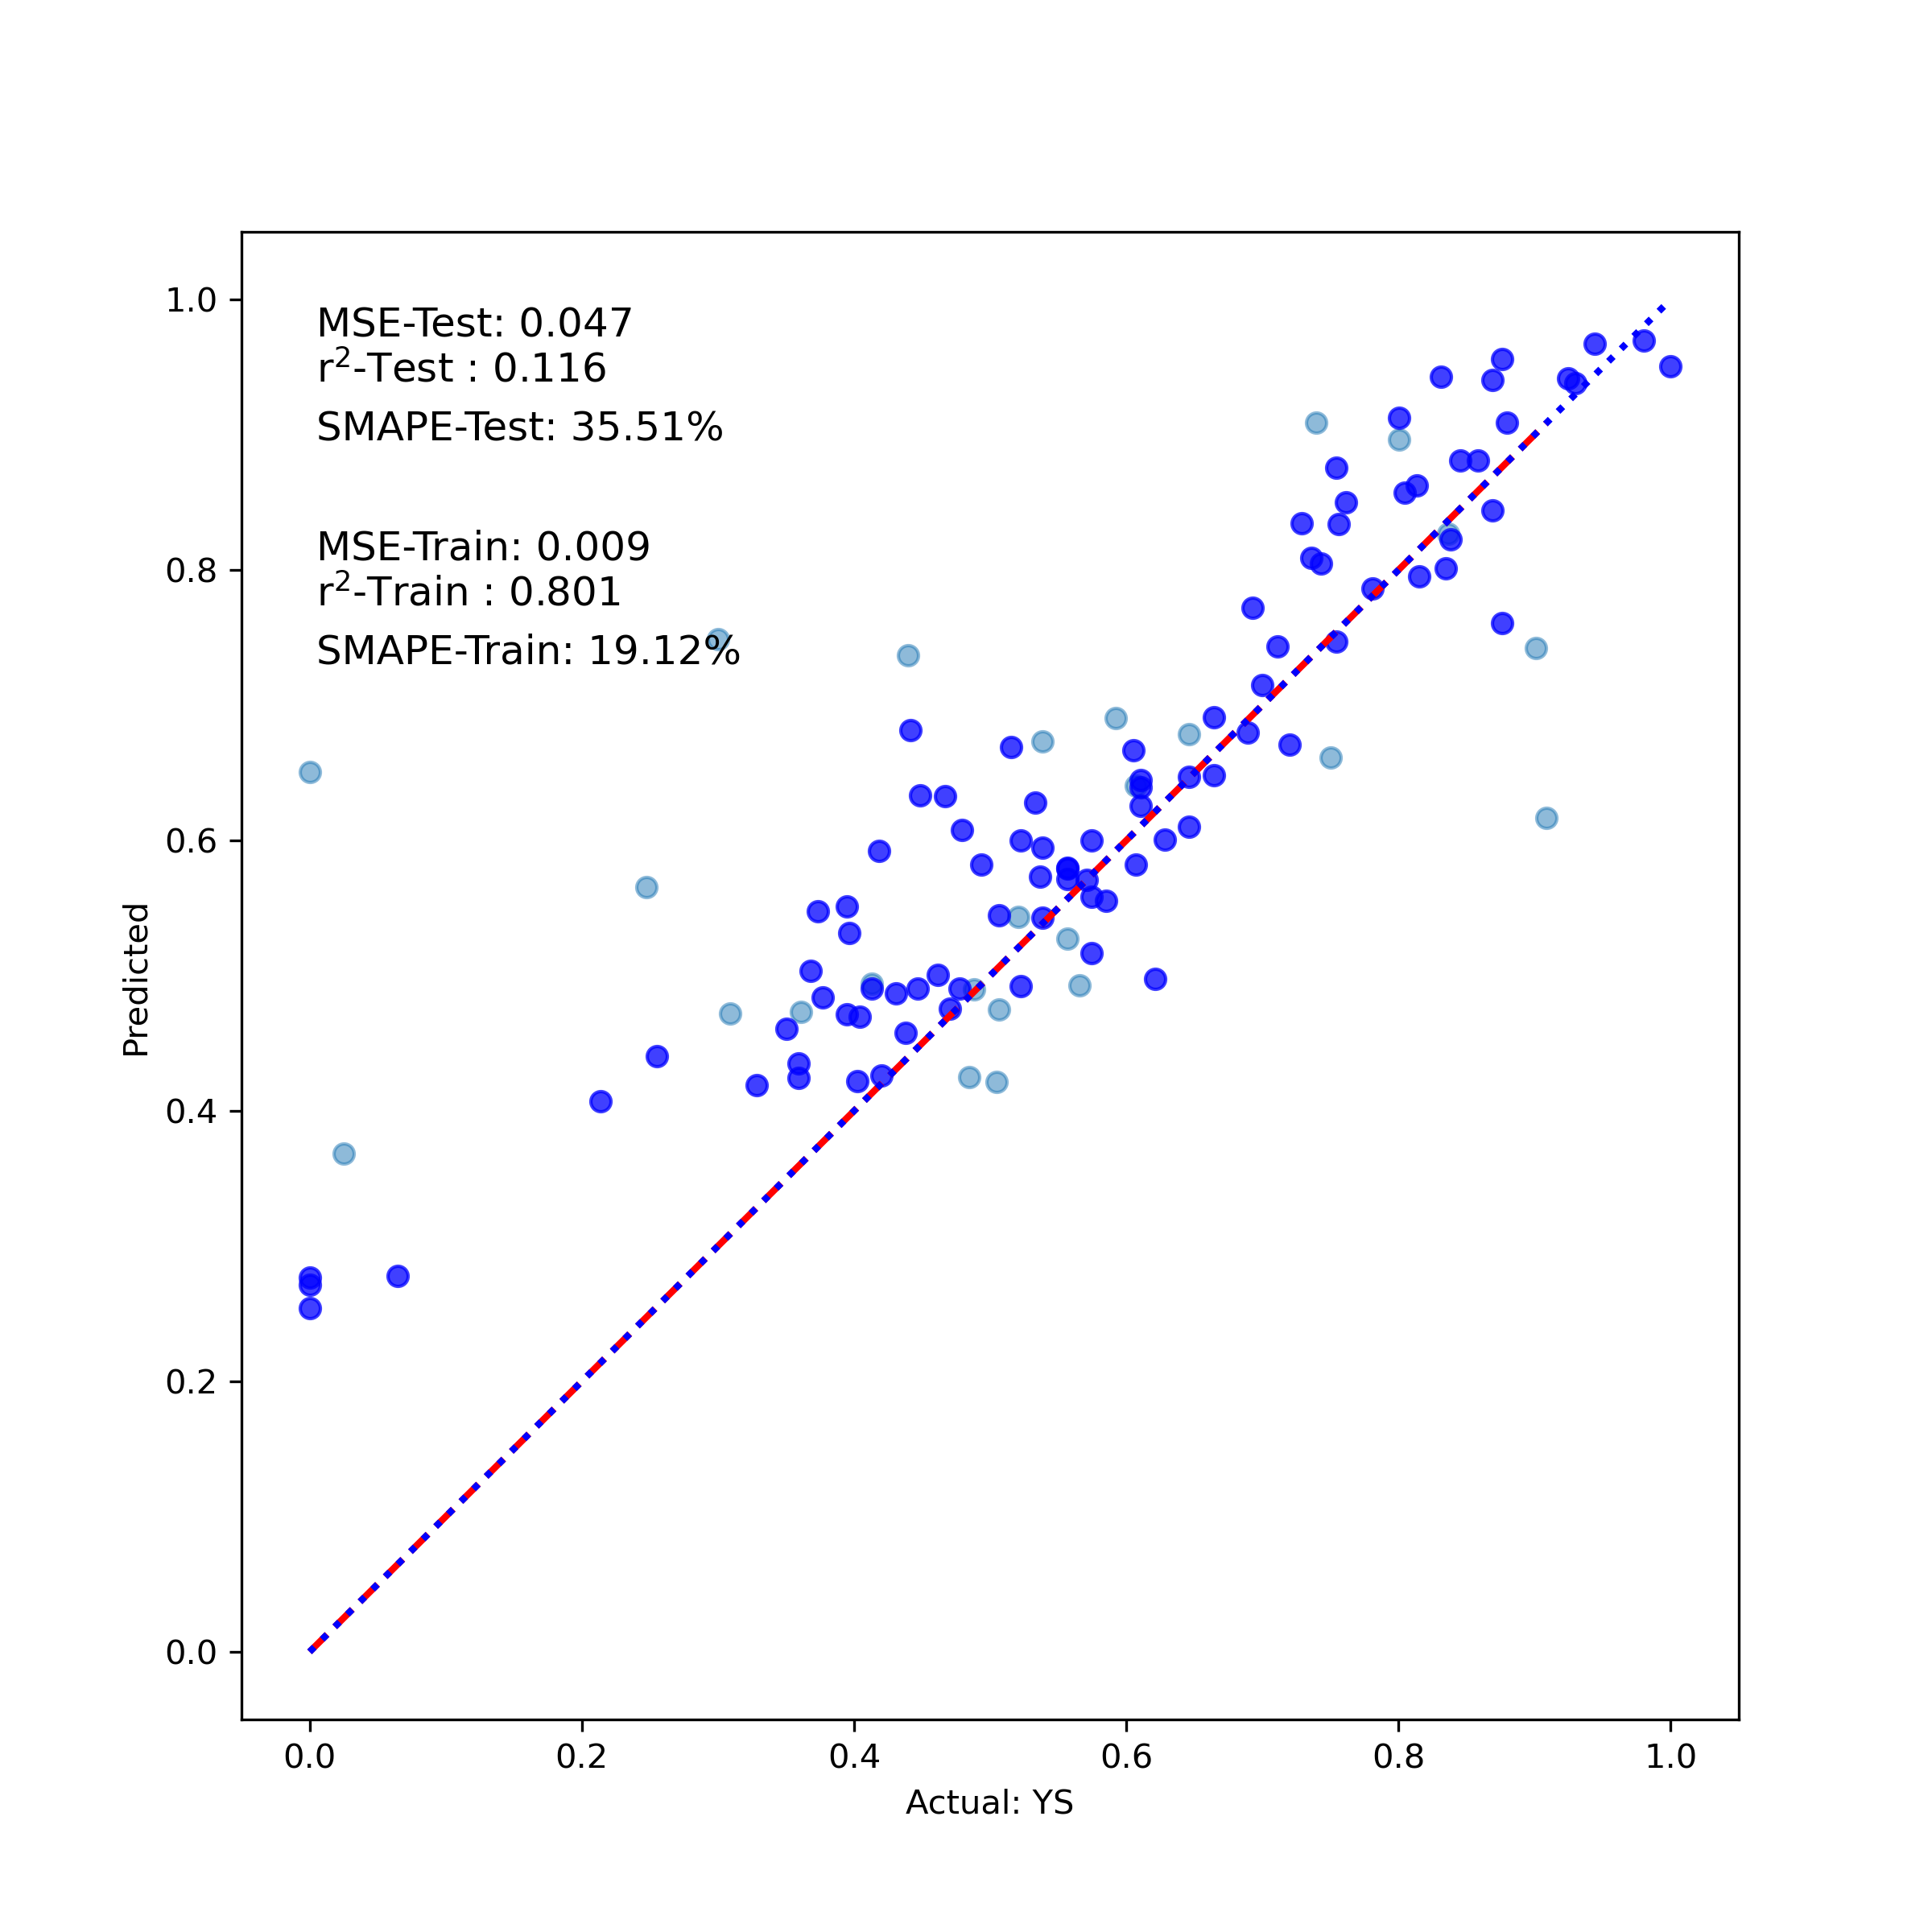 MSE-Test: 0.047
r²-Test : 0.116
SMAPE-Test: 35.51%
MSE-Train: 0.009
r²-Train : 0.801
SMAPE-Train: 19.12%
1.0
0.8
0.6
0.4
0.2
0.0
Predicted
0.0 0.2 0.4 0.6 0.8 1.0
Actual: YS